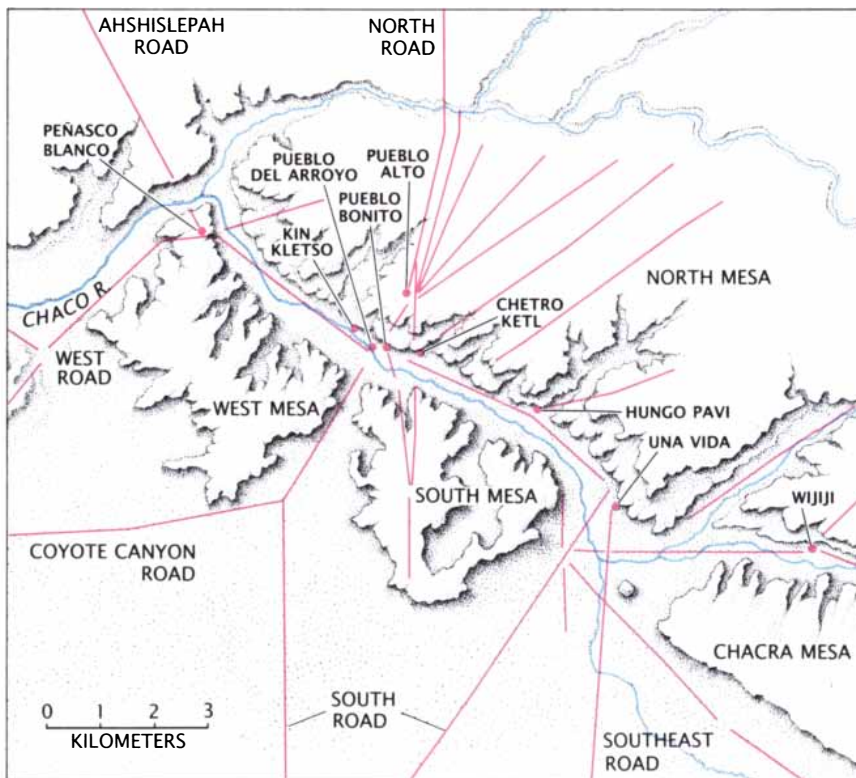 AHSHISLEPAH
ROAD
NORTH
ROAD
PEÑASCO
BLANCO
PUEBLO
DEL ARROYO
PUEBLO
ALTO
PUEBLO
BONITO
KIN
KLETSO
CHACO R.
NORTH MESA
CHETRO
KETL
WEST
ROAD
WEST MESA
HUNGO PAVI
UNA VIDA
SOUTH MESA
WIJIJI
COYOTE CANYON
ROAD
CHACRA MESA
SOUTH
ROAD
0 1 2 3
KILOMETERS
SOUTHEAST
ROAD